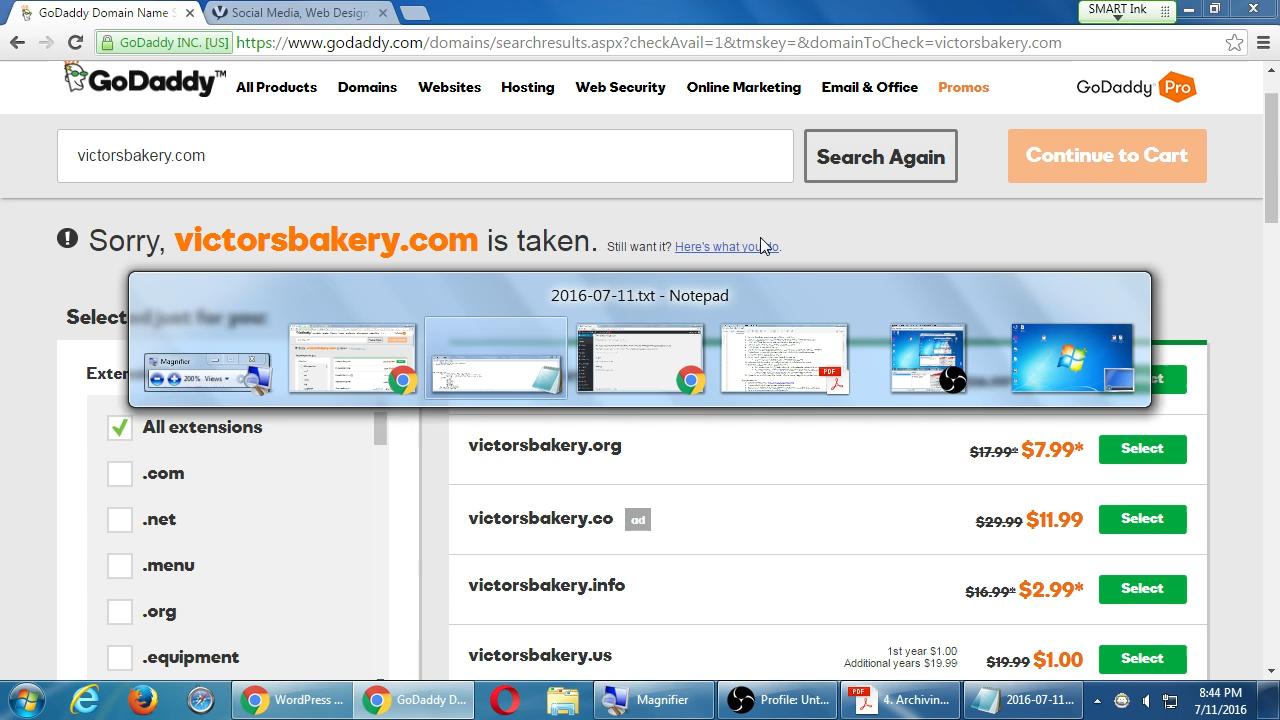 GoDaddy Domain Name S
Social Media, Web Design
SMART Ink
GoDaddy INC. [US]
https://www.godaddy.com/domains/searchresults.aspx?checkAvail=1&tmskey=&domainToCheck=victorsbakery.com
GoDaddy™ All Products Domains Websites Hosting Web Security Online Marketing Email & Office Promos GoDaddy Pro
victorsbakery.com Search Again Continue to Cart
Sorry, victorsbakery.com is taken. Still want it? Here's what you do.
2016-07-11.txt - Notepad
Magnifier
200% Views
PDF
All extensions
.com
.net
.menu
.org
.equipment
victorsbakery.org $17.99* $7.99* Select
victorsbakery.co ad $29.99 $11.99 Select
victorsbakery.info $16.99* $2.99* Select
victorsbakery.us 1st year $1.00 Additional years $19.99 $19.99 $1.00 Select
WordPress ... GoDaddy D... Magnifier Profile: Unt... PDF 4. Archivin... 2016-07-11...
8:44 PM
7/11/2016